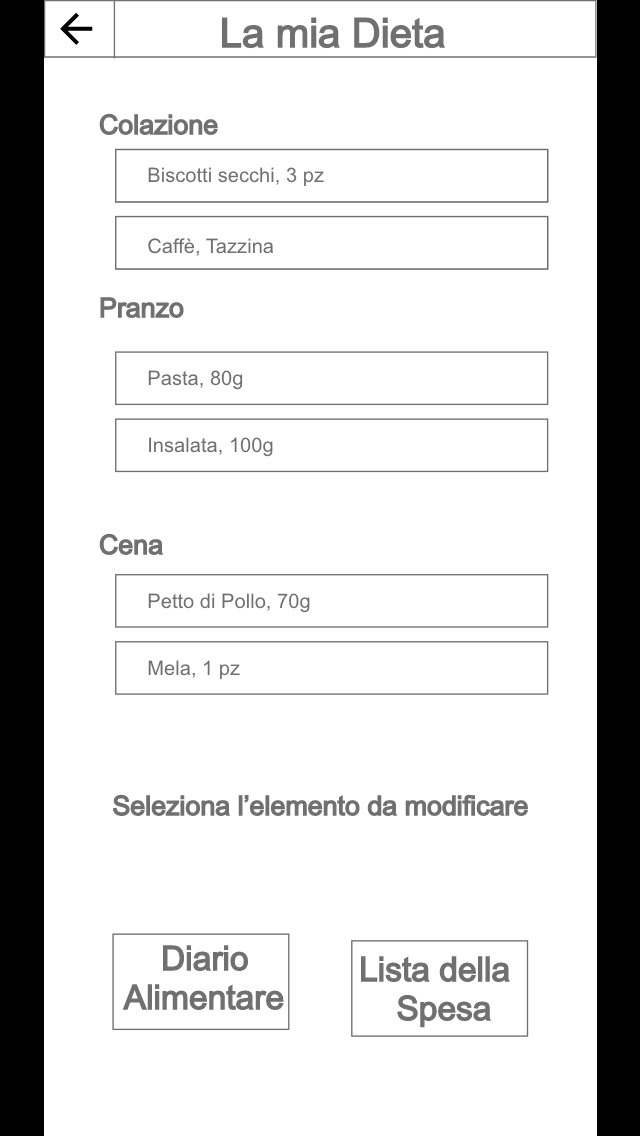 La mia Dieta
Colazione
Biscotti secchi, 3 pz
Caffè, Tazzina
Pranzo
Pasta, 80g
Insalata, 100g
Cena
Petto di Pollo, 70g
Mela, 1 pz
Seleziona l’elemento da modificare
Diario
Alimentare
Lista della
Spesa